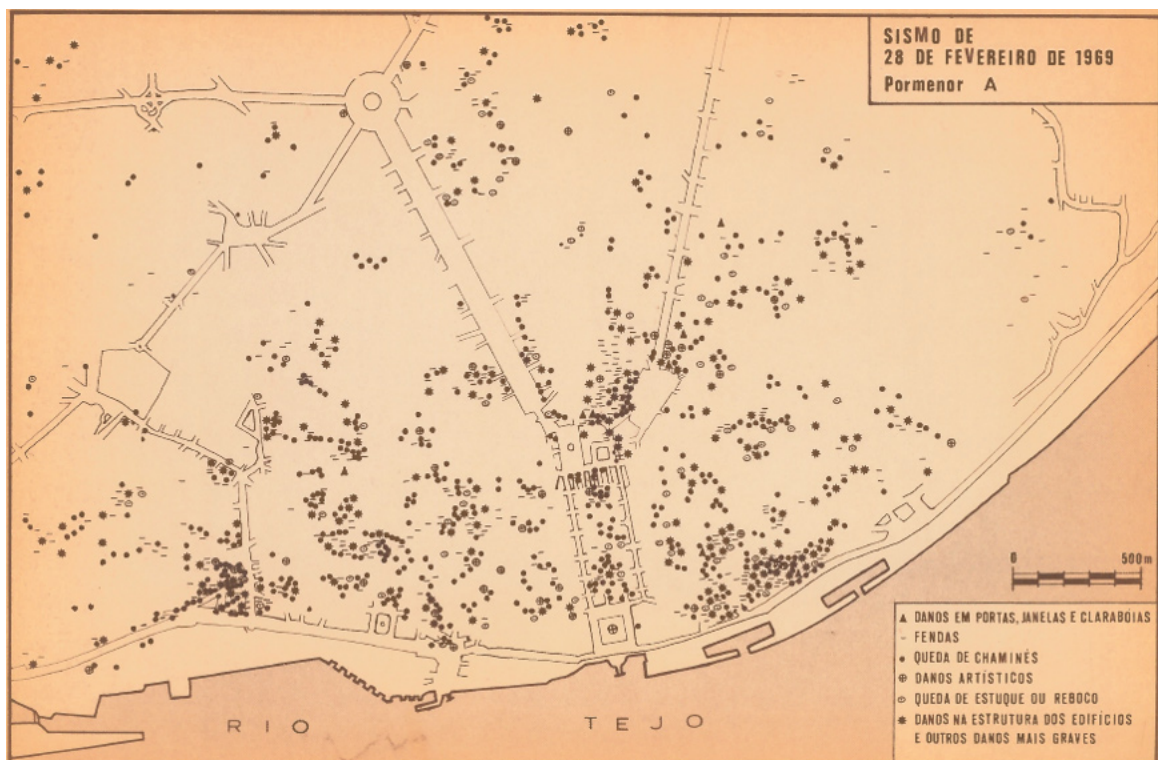 SISMO DE
28 DE FEVEREIRO DE 1969
Pormenor A
0 500m
DANOS EM PORTAS, JANELAS E CLARABOIAS
FENDAS
QUEDA DE CHAMINÉS
DANOS ARTÍSTICOS
QUEDA DE ESTUQUE OU REBOCO
DANOS NA ESTRUTURA DOS EDIFÍCIOS
E OUTROS DANOS MAIS GRAVES
RIO TEJO